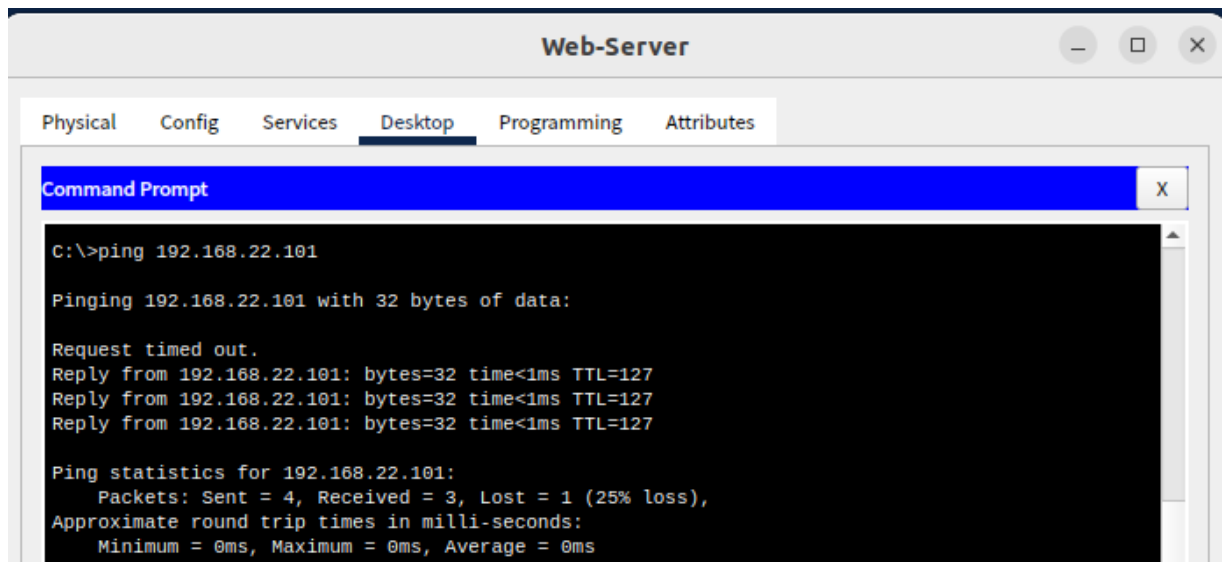 Web-Server
Physical Config Services Desktop Programming Attributes
Command Prompt X
C:\>ping 192.168.22.101
Pinging 192.168.22.101 with 32 bytes of data:
Request timed out.
Reply from 192.168.22.101: bytes=32 time<1ms TTL=127
Reply from 192.168.22.101: bytes=32 time<1ms TTL=127
Reply from 192.168.22.101: bytes=32 time<1ms TTL=127
Ping statistics for 192.168.22.101:
Packets: Sent = 4, Received = 3, Lost = 1 (25% loss),
Approximate round trip times in milli-seconds:
Minimum = 0ms, Maximum = 0ms, Average = 0ms